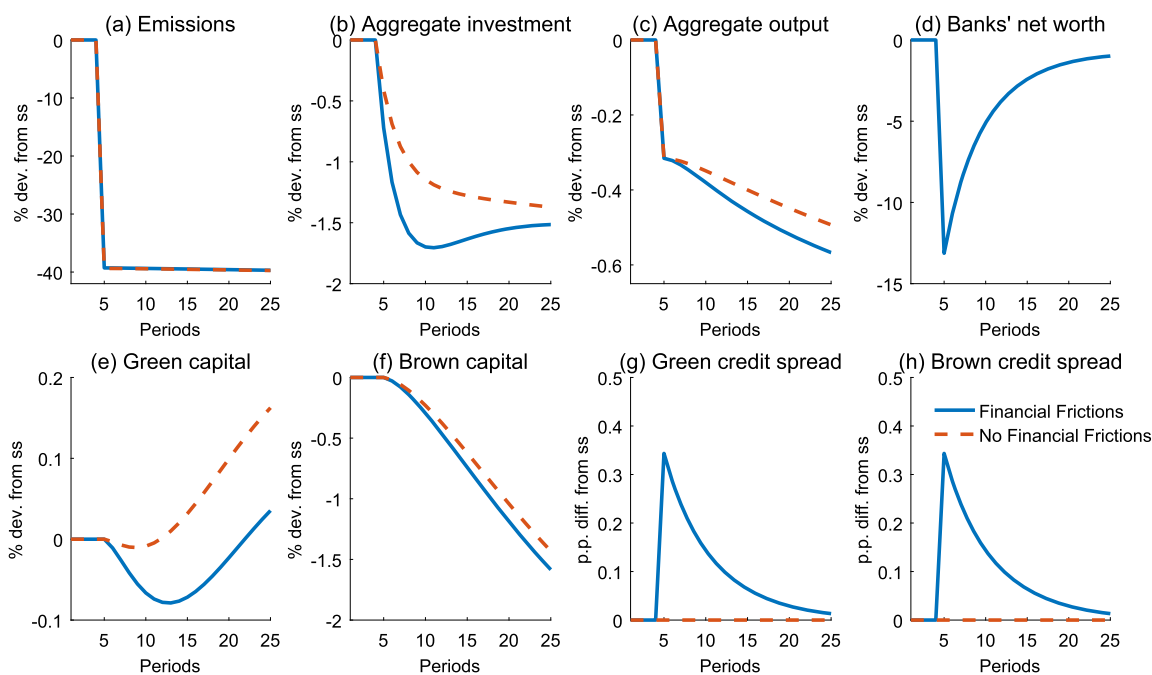 (a) Emissions
0
-10
-20
-30
-40
% dev. from ss
5 10 15 20 25
Periods
(b) Aggregate investment
0
-0.5
-1
-1.5
-2
% dev. from ss
5 10 15 20 25
Periods
(c) Aggregate output
0
-0.2
-0.4
-0.6
% dev. from ss
5 10 15 20 25
Periods
(d) Banks' net worth
0
-5
-10
-15
% dev. from ss
5 10 15 20 25
Periods
(e) Green capital
0.2
0.1
0
-0.1
% dev. from ss
5 10 15 20 25
Periods
(f) Brown capital
0
-0.5
-1
-1.5
-2
% dev. from ss
5 10 15 20 25
Periods
(g) Green credit spread
0.5
0.4
0.3
0.2
0.1
0
p.p. diff. from ss
5 10 15 20 25
Periods
(h) Brown credit spread
0.5
0.4
0.3
0.2
0.1
0
p.p. diff. from ss
Financial Frictions
No Financial Frictions
5 10 15 20 25
Periods